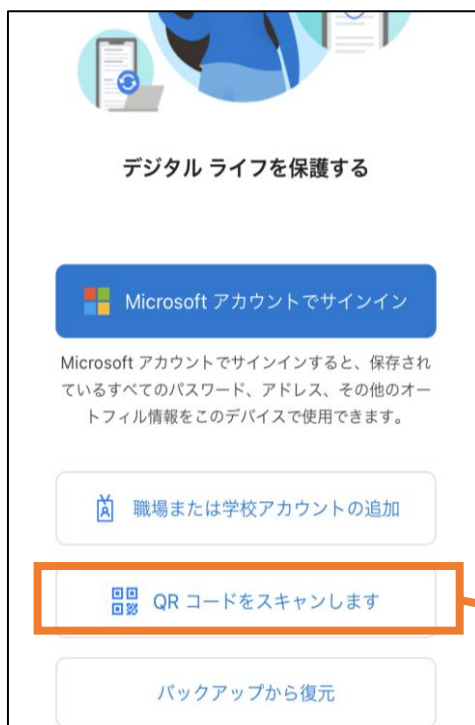 デジタル ライフを保護する
Microsoft アカウントでサインイン
Microsoft アカウントでサインインすると、保存され
ているすべてのパスワード、アドレス、その他のオー
トフィル情報をこのデバイスで使用できます。
職場または学校アカウントの追加
QR コードをスキャンします
バックアップから復元